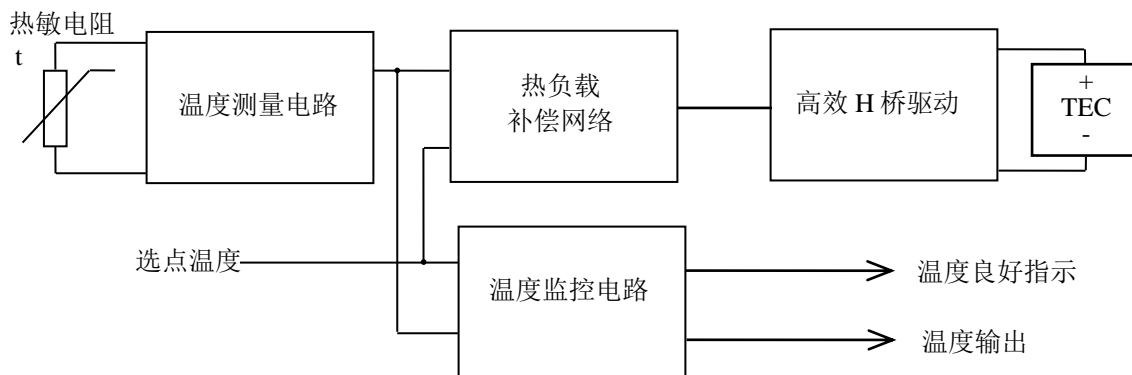 热敏电阻
t
温度测量电路
热负载
补偿网络
高效 H 桥驱动
+
TEC
-
选点温度
温度监控电路
温度良好指示
温度输出